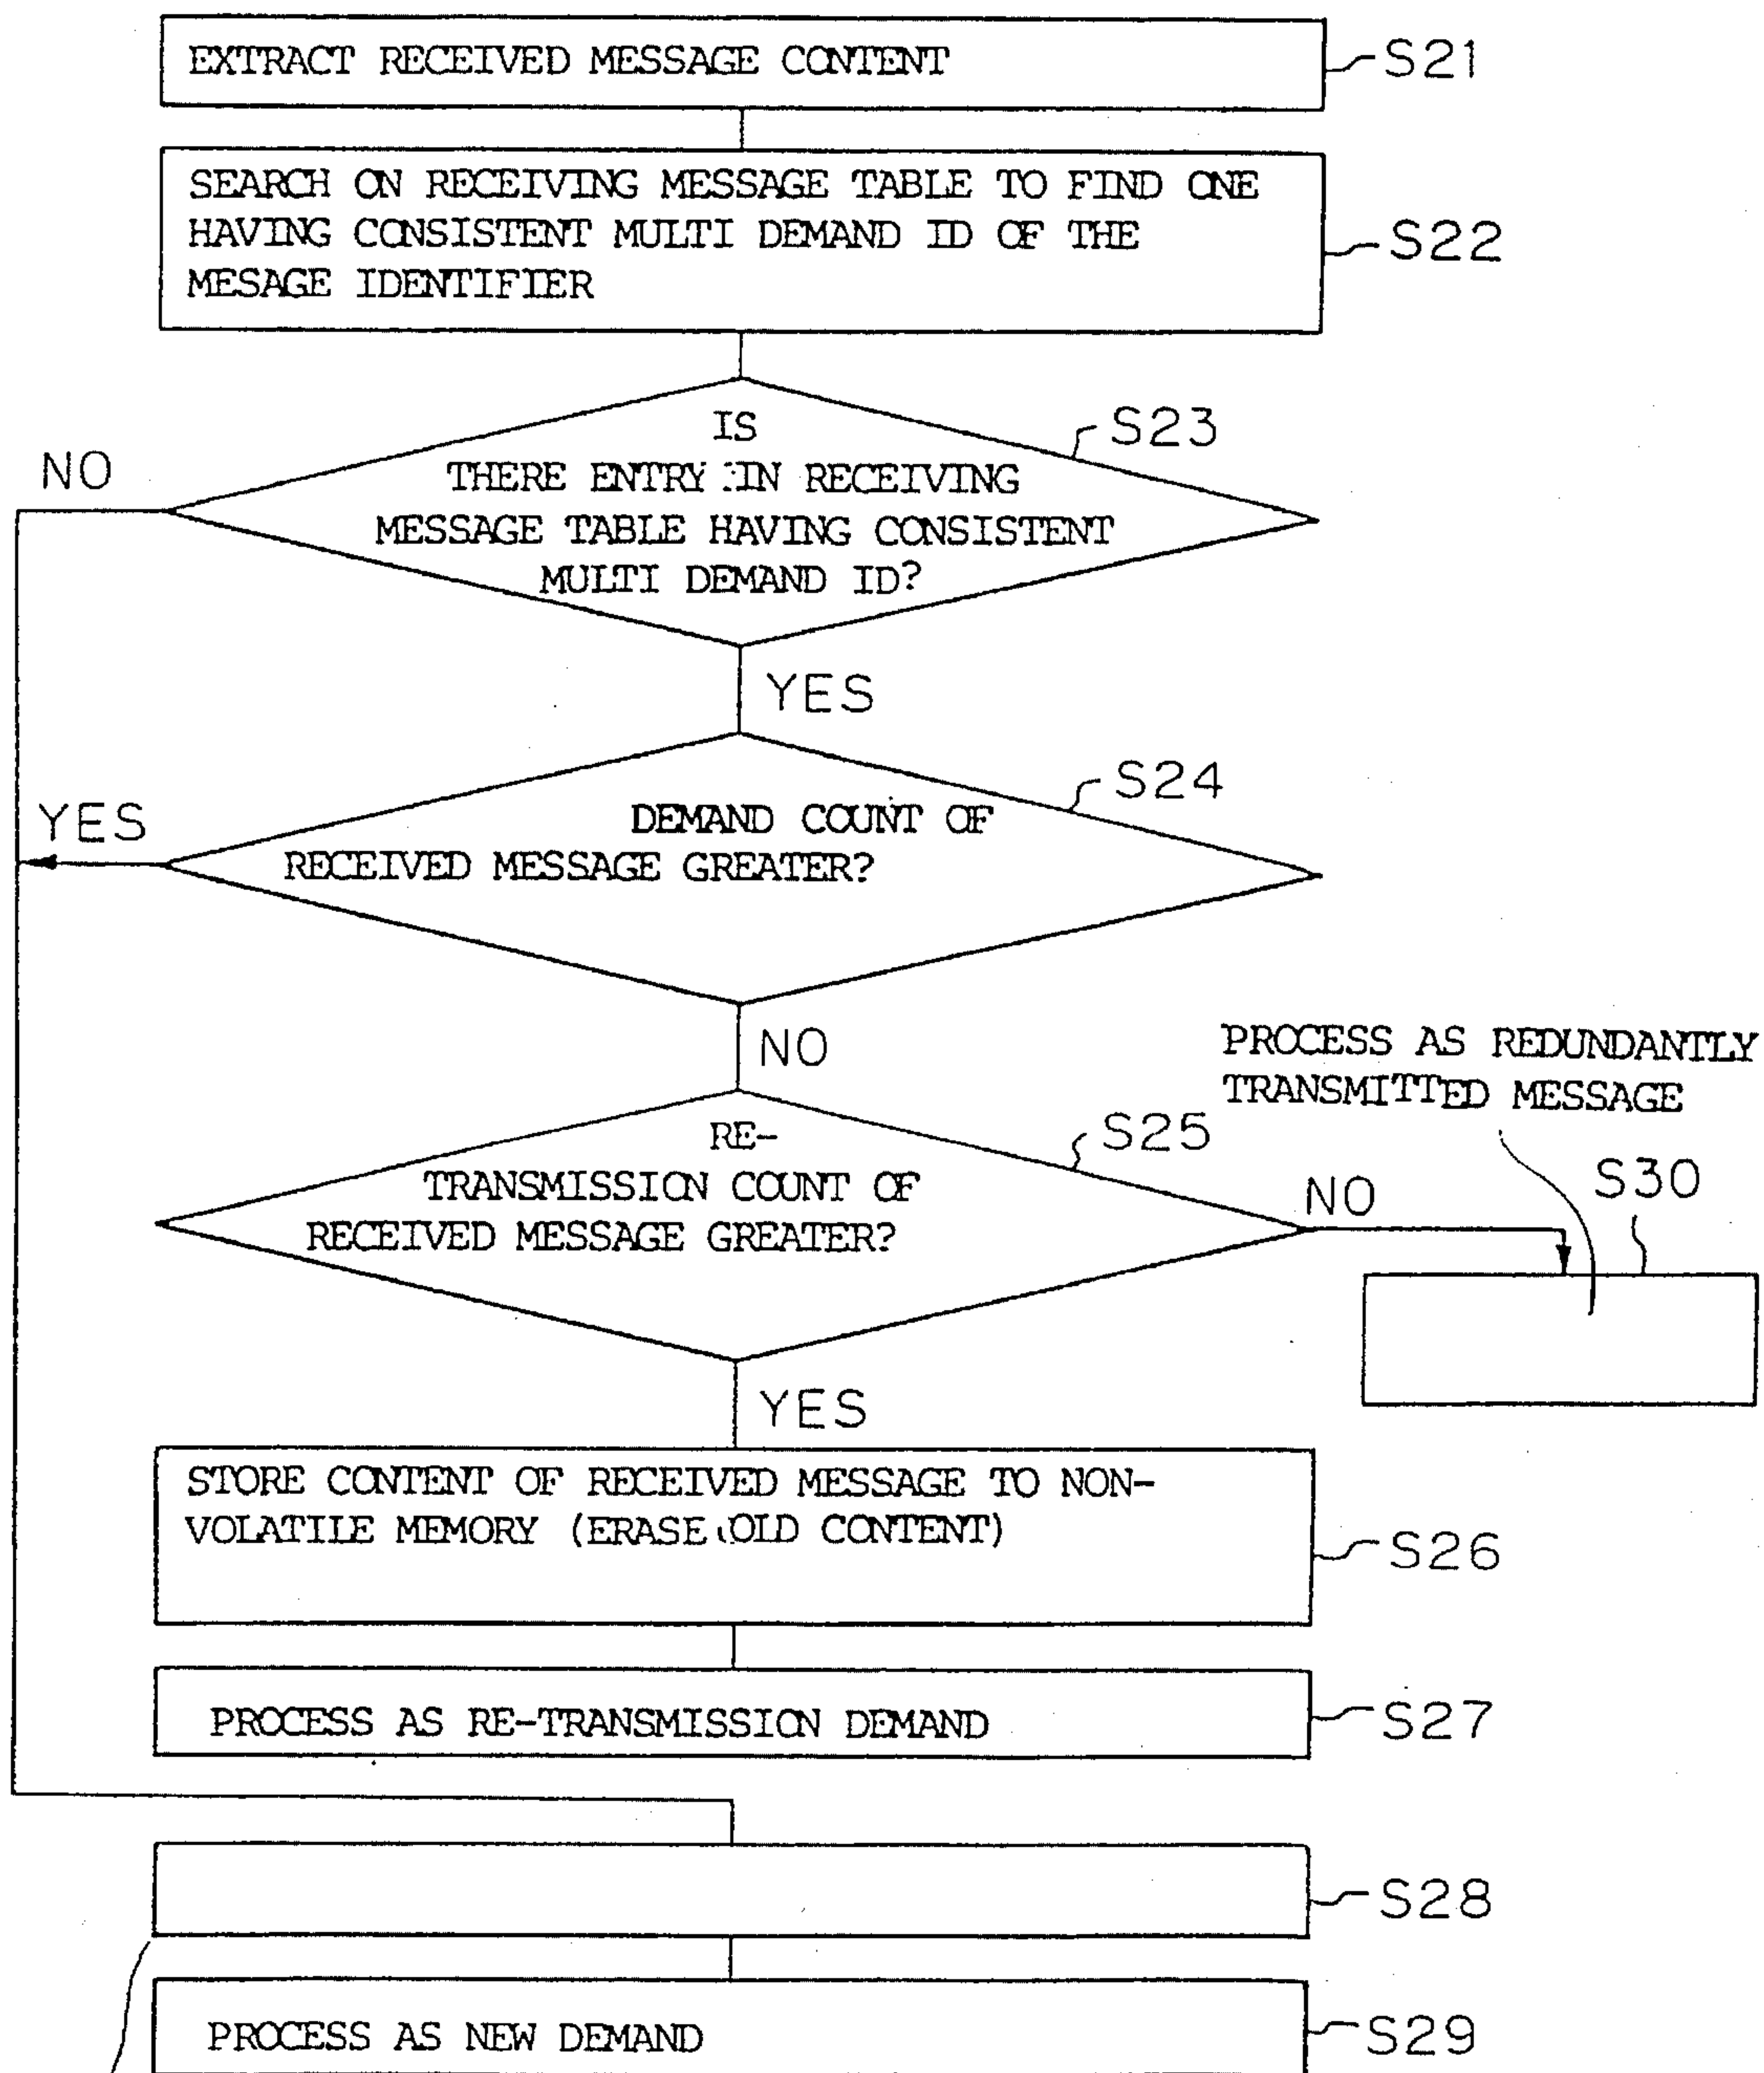 EXTRACT RECEIVED MESSAGE CONTENT
S21
SEARCH ON RECEIVING MESSAGE TABLE TO FIND ONE
HAVING CONSISTENT MULTI DEMAND ID OF THE
MESAGE IDENTIFIER
S22
IS
THERE ENTRY IN RECEIVING
MESSAGE TABLE HAVING CONSISTENT
MULTI DEMAND ID?
S23
NO
YES
DEMAND COUNT OF
RECEIVED MESSAGE GREATER?
S24
YES
NO
RE-
TRANSMISSION COUNT OF
RECEIVED MESSAGE GREATER?
S25
NO
PROCESS AS REDUNDANTLY
TRANSMITTED MESSAGE
S30
YES
STORE CONTENT OF RECEIVED MESSAGE TO NON-
VOLATILE MEMORY (ERASE OLD CONTENT)
S26
PROCESS AS RE-TRANSMISSION DEMAND
S27
S28
PROCESS AS NEW DEMAND
S29